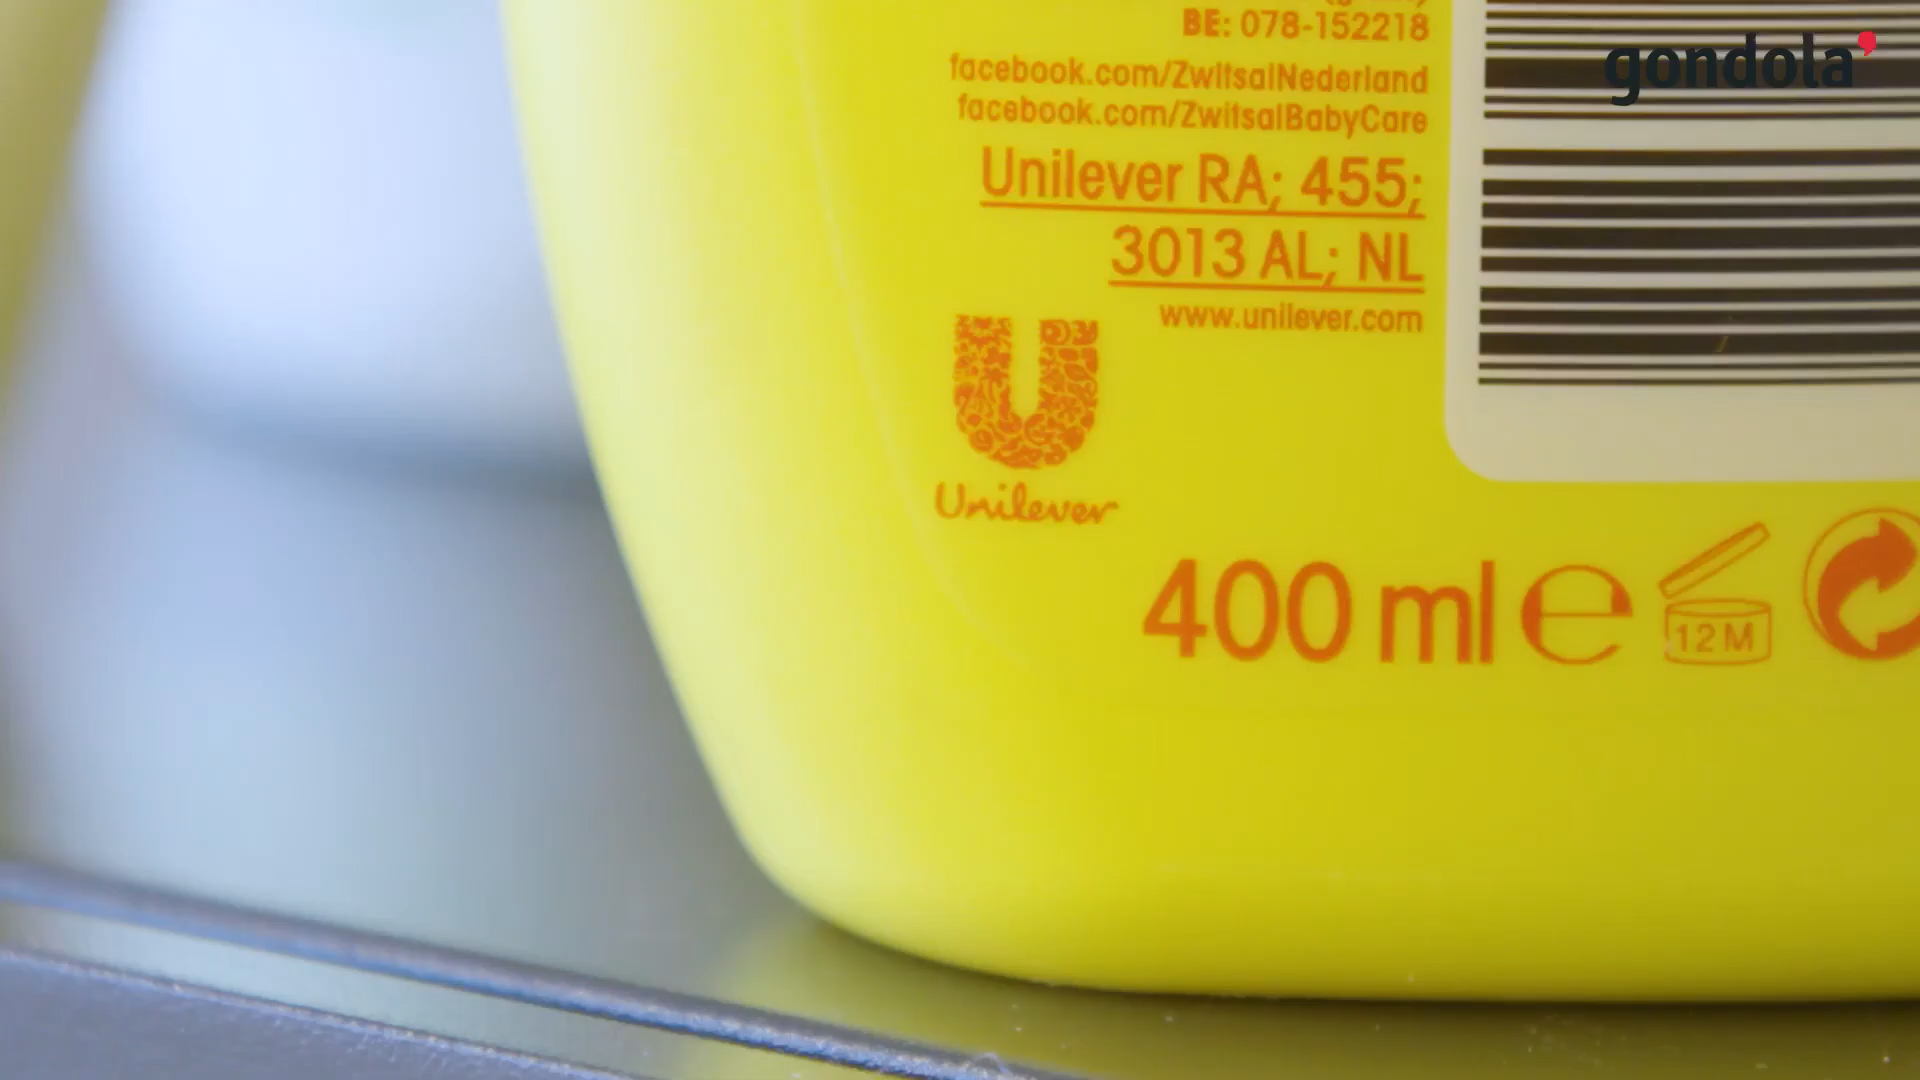 BE: 078-152218
facebook.com/ZwitsalNederland
facebook.com/ZwitsalBabyCare
Unilever RA; 455;
3013 AL; NL
www.unilever.com
Unilever
400 ml e
12 M
gondola